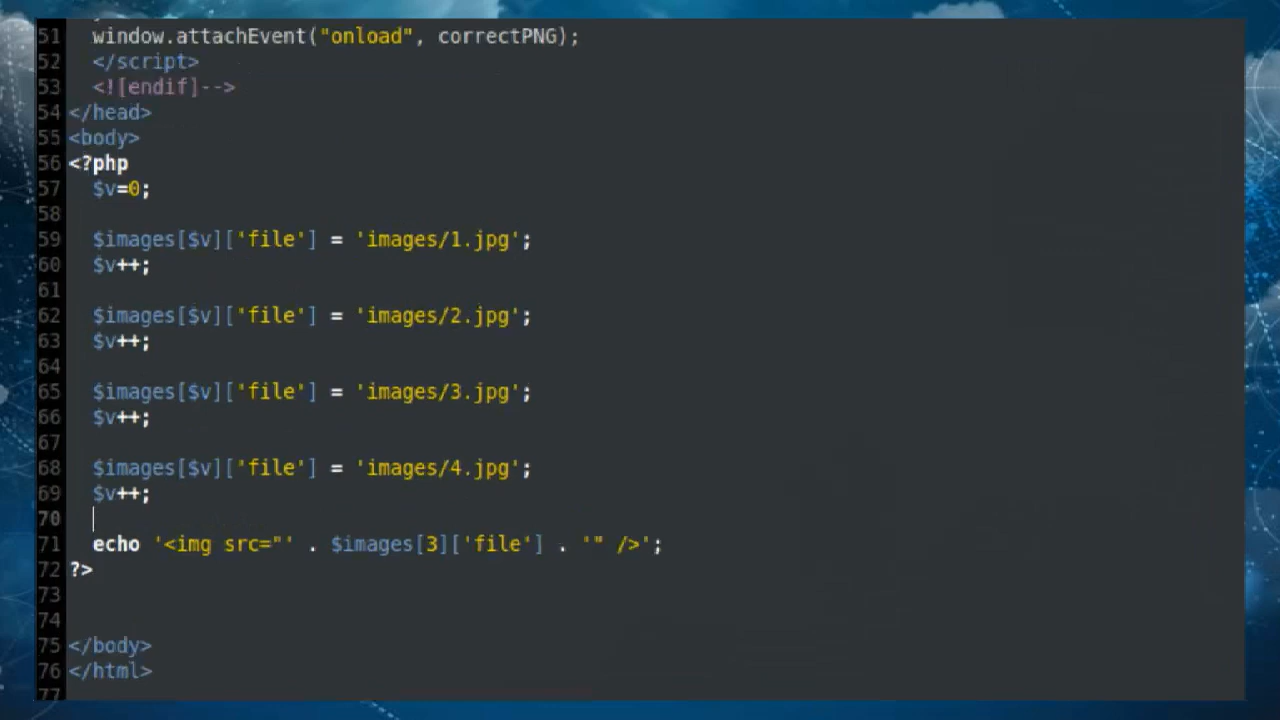 51 window.attachEvent("onload", correctPNG);
52 </script>
53 <![endif]-->
54 </head>
55 <body>
56 <?php
57 $v=0;
58
59 $images[$v]['file'] = 'images/1.jpg';
60 $v++;
61
62 $images[$v]['file'] = 'images/2.jpg';
63 $v++;
64
65 $images[$v]['file'] = 'images/3.jpg';
66 $v++;
67
68 $images[$v]['file'] = 'images/4.jpg';
69 $v++;
70
71 echo '<img src="' . $images[3]['file'] . '" />';
72 ?>
73
74
75 </body>
76 </html>
77